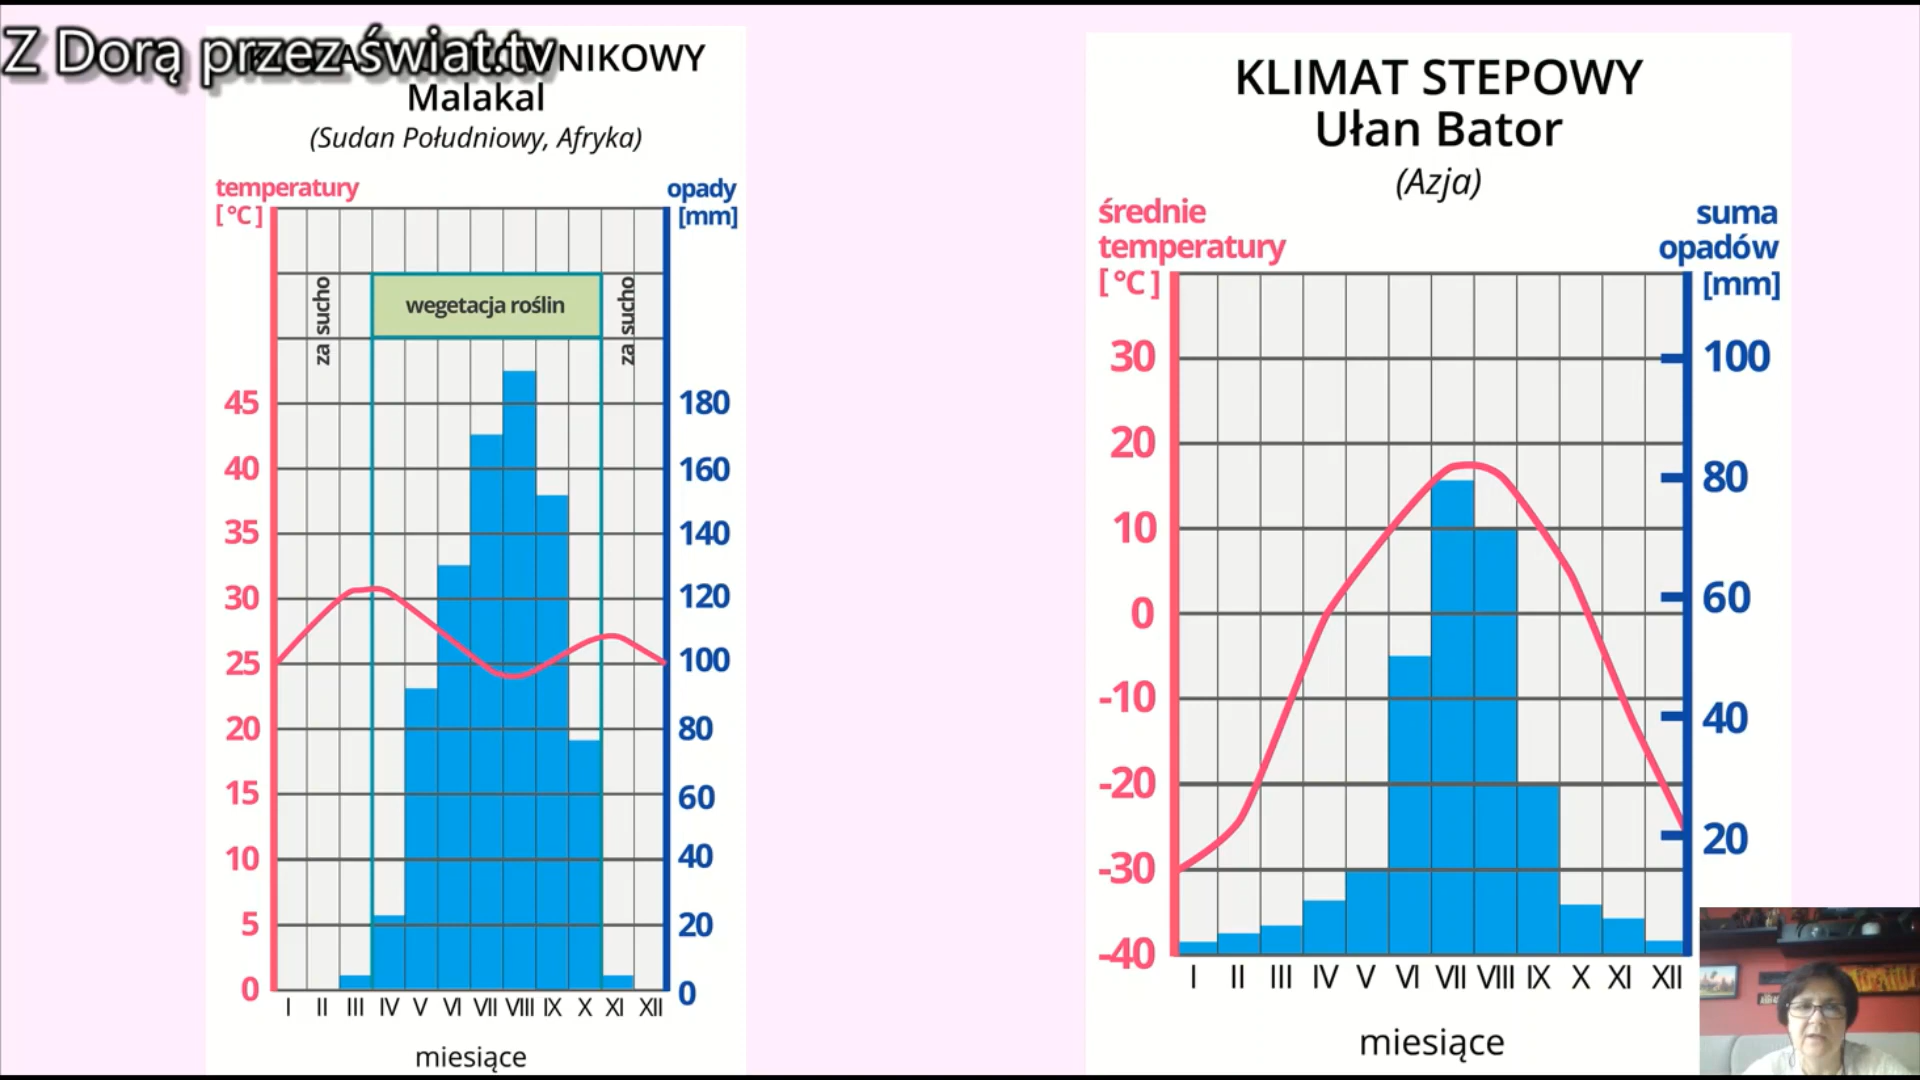 Z Dorą przez świat.tv
NIKOWY
Malakal
(Sudan Południowy, Afryka)
temperatury
[°C]
opady
[mm]
za sucho
wegetacja roślin
za sucho
45
40
35
30
25
20
15
10
5
0
180
160
140
120
100
80
60
40
20
0
I II III IV V VI VII VIII IX X XI XII
miesiące
KLIMAT STEPOWY
Ułan Bator
(Azja)
średnie
temperatury
[°C]
suma
opadów
[mm]
30
20
10
0
-10
-20
-30
-40
100
80
60
40
20
I II III IV V VI VII VIII IX X XI XII
miesiące